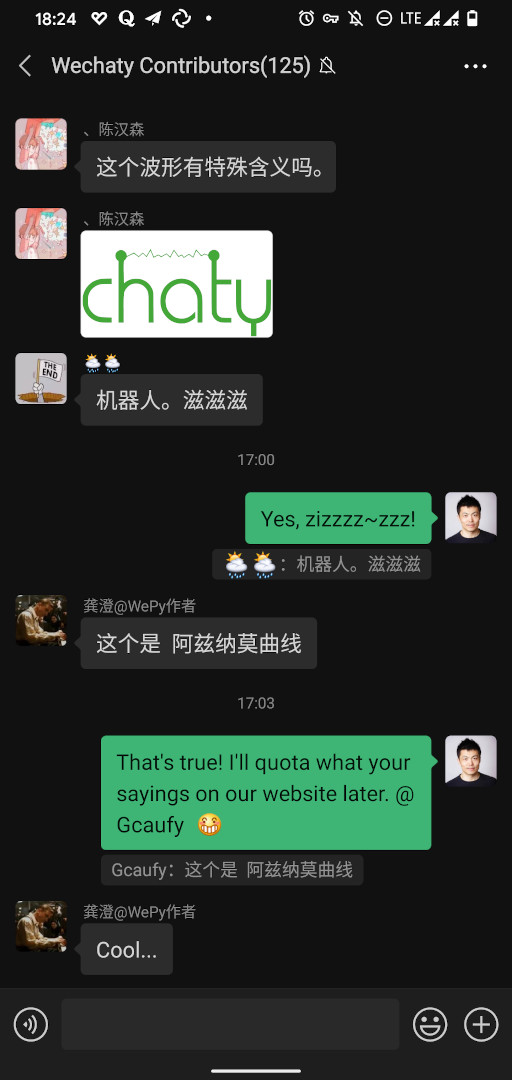 18:24
LTE
Wechaty Contributors(125)
、陈汉森
这个波形有特殊含义吗。
、陈汉森
chaty
THE
END
机器人。滋滋滋
17:00
Yes, zizzzz~zzz!
: 机器人。滋滋滋
龚澄@WePy作者
这个是 阿兹纳莫曲线
17:03
That's true! I'll quota what your
sayings on our website later. @
Gcaufy
Gcaufy：这个是 阿兹纳莫曲线
龚澄@WePy作者
Cool...